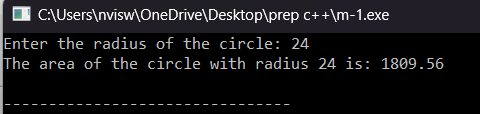 C:\Users\nvisw\OneDrive\Desktop\prep c++\m-1.exe
Enter the radius of the circle: 24
The area of the circle with radius 24 is: 1809.56
--------------------------------